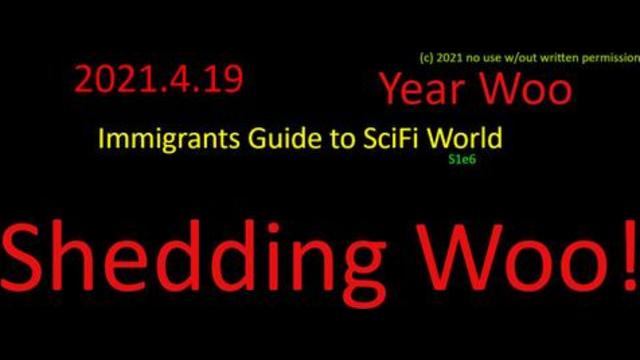 (c) 2021 no use w/out written permission
2021.4.19
Year Woo
Immigrants Guide to SciFi World
S1e6
Shedding Woo!